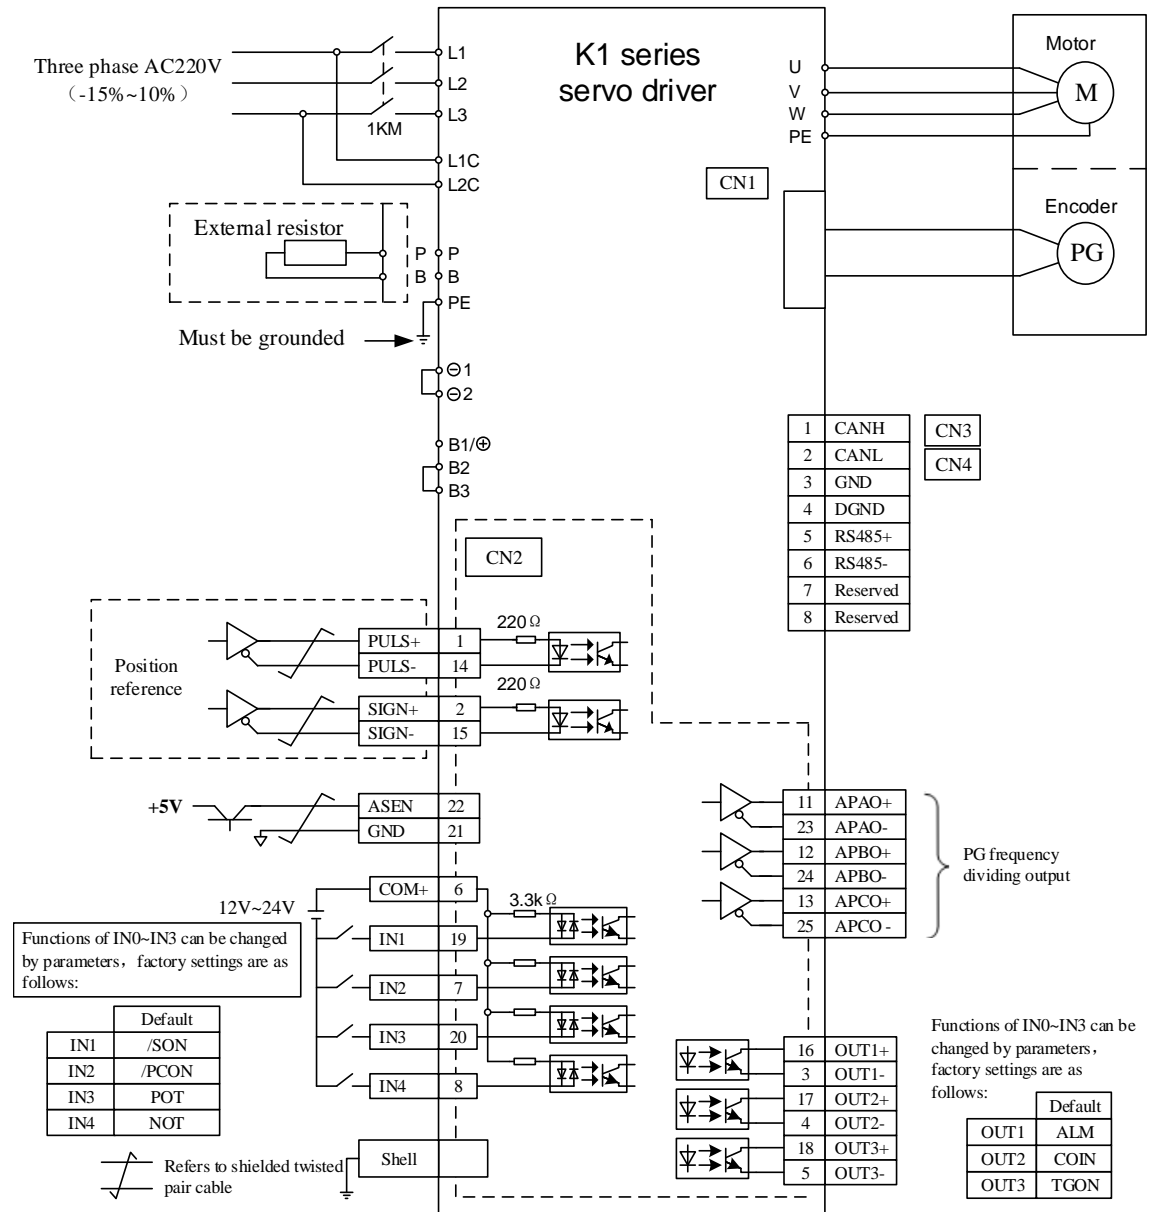 K1 series
servo driver
Three phase AC220V
（-15%~10%）
1KM
L1
L2
L3
L1C
L2C
External resistor
P P
B B
PE
Must be grounded
⊖1
⊖2
B1/⊕
B2
B3
U
V
W
PE
Motor
M
CN1
Encoder
PG
1 CANH
2 CANL
3 GND
4 DGND
5 RS485+
6 RS485-
7 Reserved
8 Reserved
CN3
CN4
CN2
Position
reference
PULS+ 1
PULS- 14
220Ω
SIGN+ 2
SIGN- 15
220Ω
+5V
ASEN 22
GND 21
COM+ 6
12V~24V
3.3kΩ
IN1 19
IN2 7
IN3 20
IN4 8
Functions of IN0~IN3 can be changed
by parameters，factory settings are as
follows:
Default
IN1 /SON
IN2 /PCON
IN3 POT
IN4 NOT
Shell
Refers to shielded twisted
pair cable
11 APAO+
23 APAO-
12 APBO+
24 APBO-
13 APCO+
25 APCO-
PG frequency
dividing output
16 OUT1+
3 OUT1-
17 OUT2+
4 OUT2-
18 OUT3+
5 OUT3-
Functions of IN0~IN3 can be
changed by parameters，
factory settings are as
follows:
Default
OUT1 ALM
OUT2 COIN
OUT3 TGON